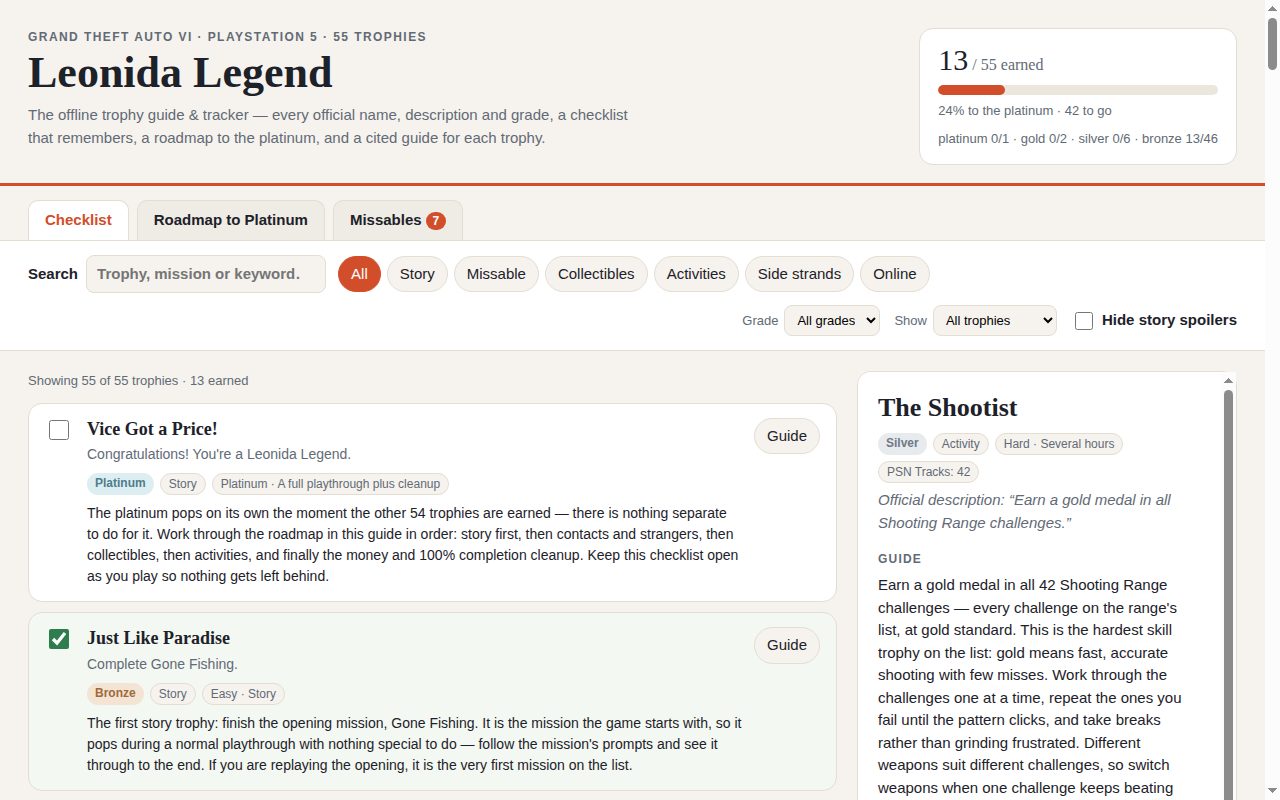 GRAND THEFT AUTO VI · PLAYSTATION 5 · 55 TROPHIES
Leonida Legend
The offline trophy guide & tracker — every official name, description and grade, a checklist
that remembers, a roadmap to the platinum, and a cited guide for each trophy.
13 / 55 earned
24% to the platinum · 42 to go
platinum 0/1 · gold 0/2 · silver 0/6 · bronze 13/46
Checklist
Roadmap to Platinum
Missables 7
Search
Trophy, mission or keyword.
All
Story
Missable
Collectibles
Activities
Side strands
Online
Grade
All grades
Show
All trophies
Hide story spoilers
Showing 55 of 55 trophies · 13 earned
Vice Got a Price!
Guide
Congratulations! You're a Leonida Legend.
Platinum
Story
Platinum · A full playthrough plus cleanup
The platinum pops on its own the moment the other 54 trophies are earned — there is nothing separate
to do for it. Work through the roadmap in this guide in order: story first, then contacts and strangers, then
collectibles, then activities, and finally the money and 100% completion cleanup. Keep this checklist open
as you play so nothing gets left behind.
Just Like Paradise
Guide
Complete Gone Fishing.
Bronze
Story
Easy · Story
The first story trophy: finish the opening mission, Gone Fishing. It is the mission the game starts with, so it
pops during a normal playthrough with nothing special to do — follow the mission's prompts and see it
through to the end. If you are replaying the opening, it is the very first mission on the list.
The Shootist
Silver
Activity
Hard · Several hours
PSN Tracks: 42
Official description: “Earn a gold medal in all
Shooting Range challenges.”
GUIDE
Earn a gold medal in all 42 Shooting Range
challenges — every challenge on the range's
list, at gold standard. This is the hardest skill
trophy on the list: gold means fast, accurate
shooting with few misses. Work through the
challenges one at a time, repeat the ones you
fail until the pattern clicks, and take breaks
rather than grinding frustrated. Different
weapons suit different challenges, so switch
weapons when one challenge keeps beating